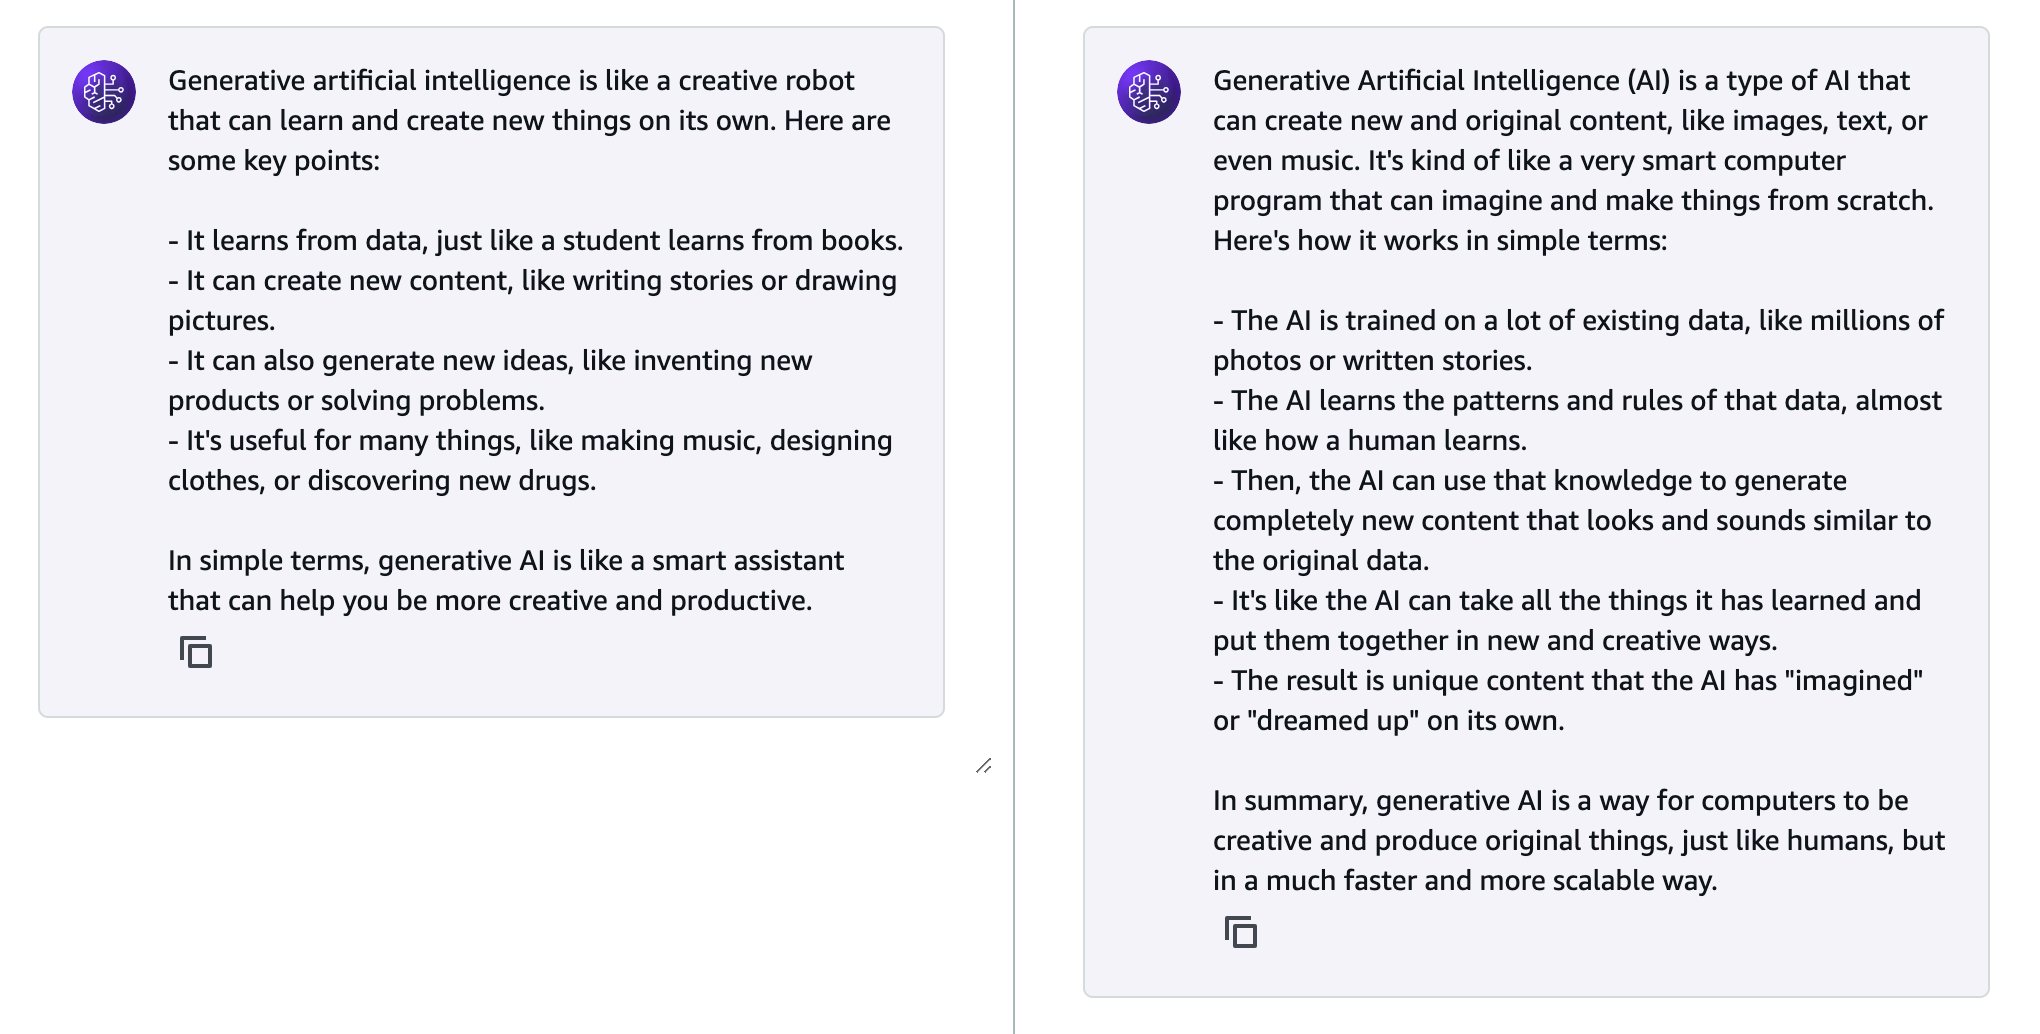 Generative artificial intelligence is like a creative robot
that can learn and create new things on its own. Here are
some key points:
- It learns from data, just like a student learns from books.
- It can create new content, like writing stories or drawing
pictures.
- It can also generate new ideas, like inventing new
products or solving problems.
- It's useful for many things, like making music, designing
clothes, or discovering new drugs.
In simple terms, generative AI is like a smart assistant
that can help you be more creative and productive.
Generative Artificial Intelligence (AI) is a type of AI that
can create new and original content, like images, text, or
even music. It's kind of like a very smart computer
program that can imagine and make things from scratch.
Here's how it works in simple terms:
- The AI is trained on a lot of existing data, like millions of
photos or written stories.
- The AI learns the patterns and rules of that data, almost
like how a human learns.
- Then, the AI can use that knowledge to generate
completely new content that looks and sounds similar to
the original data.
- It's like the AI can take all the things it has learned and
put them together in new and creative ways.
- The result is unique content that the AI has "imagined"
or "dreamed up" on its own.
In summary, generative AI is a way for computers to be
creative and produce original things, just like humans, but
in a much faster and more scalable way.